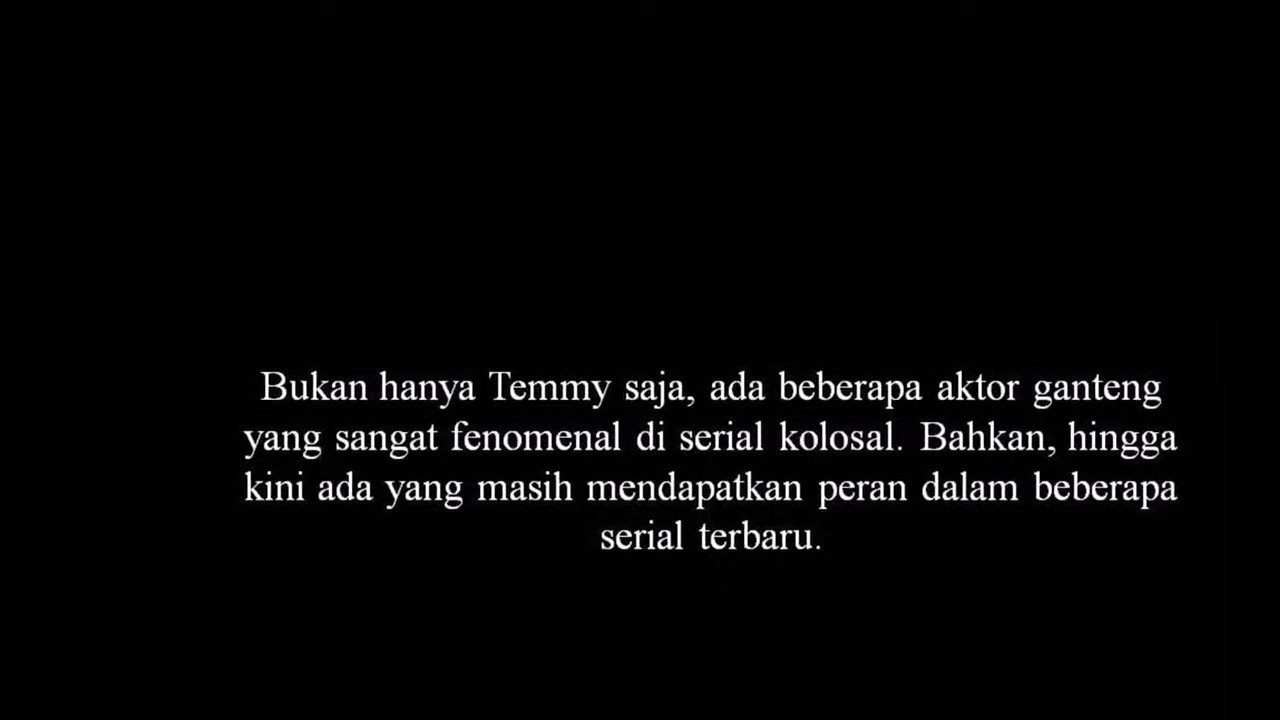 Bukan hanya Temmy saja, ada beberapa aktor ganteng
yang sangat fenomenal di serial kolosal. Bahkan, hingga
kini ada yang masih mendapatkan peran dalam beberapa
serial terbaru.